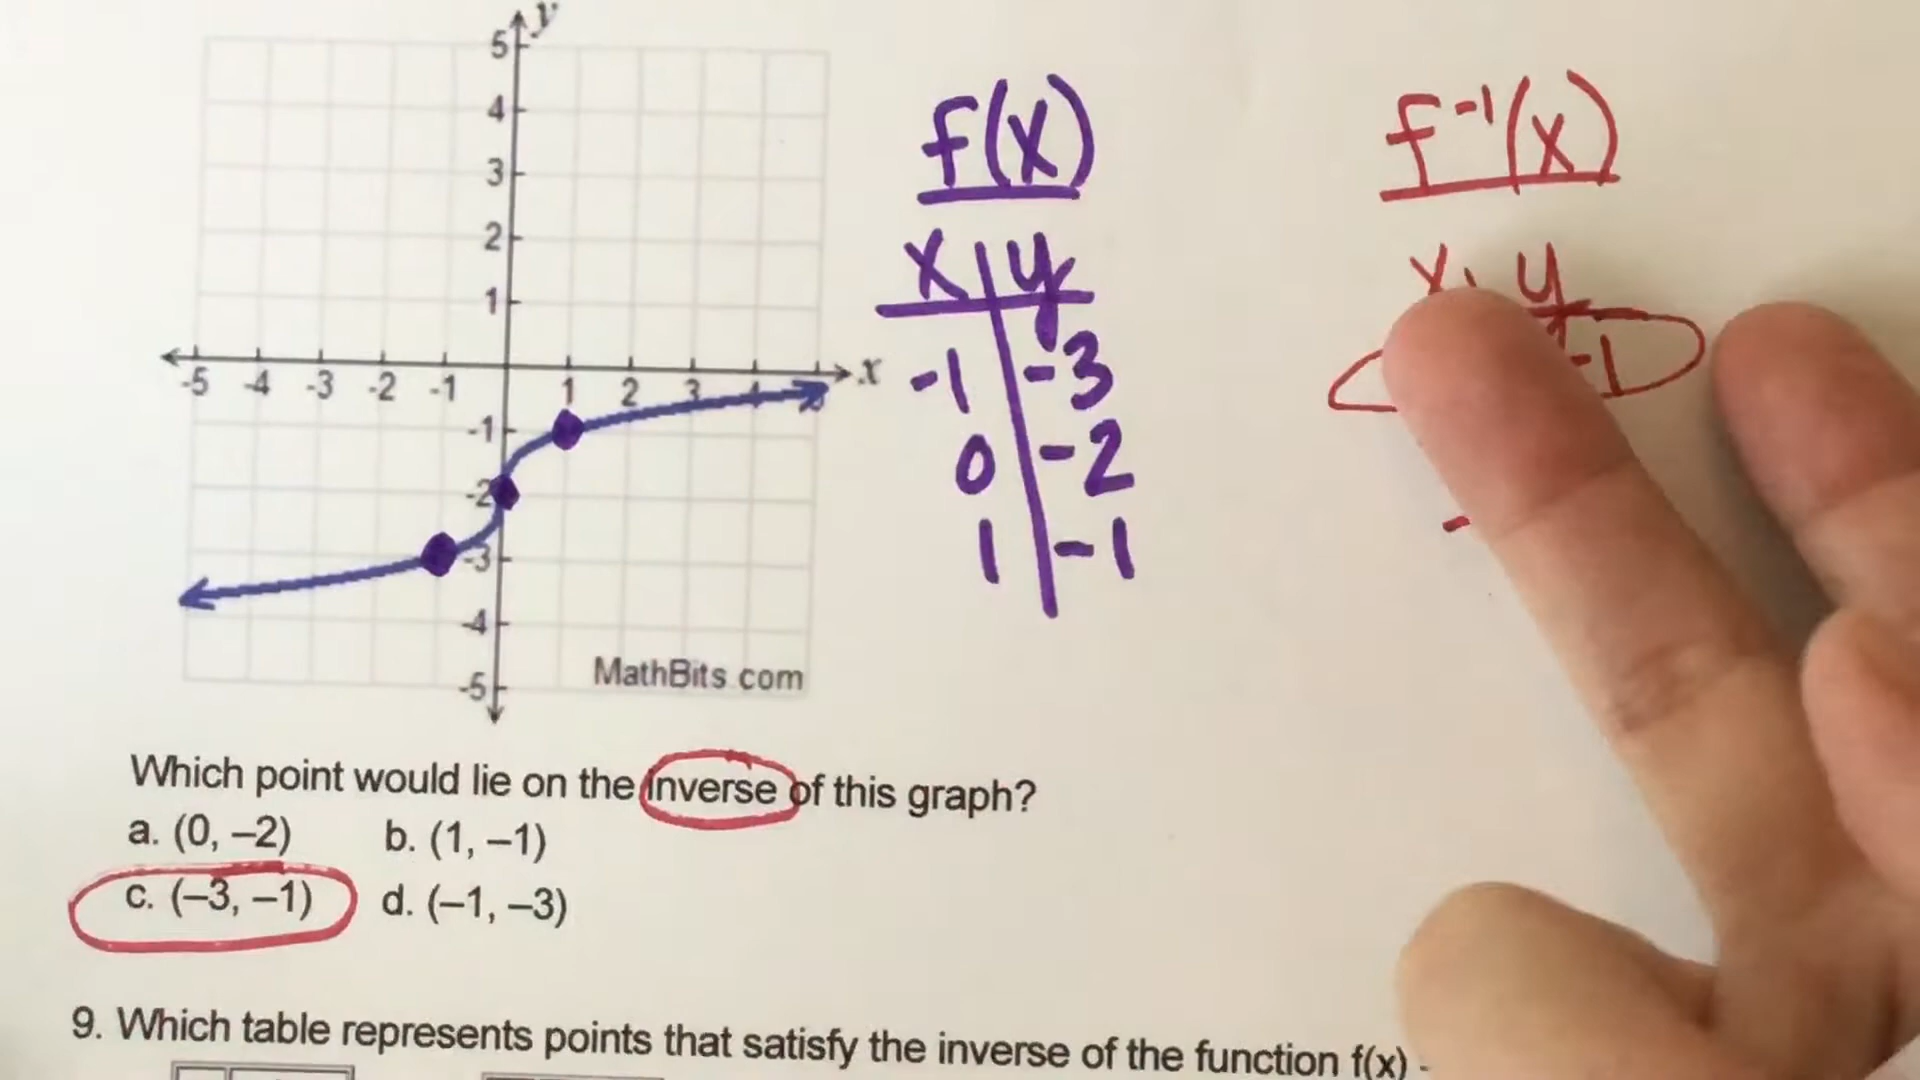 y
5
4
3
2
1
-5 -4 -3 -2 -1 1 2 3 4 x
-1
-2
-3
-4
-5
MathBits.com
f(x)
x y
-1 -3
0 -2
1 -1
f⁻¹(x)
x y
-1
-
Which point would lie on the inverse of this graph?
a. (0, –2) b. (1, –1)
c. (–3, –1) d. (–1, –3)
9. Which table represents points that satisfy the inverse of the function f(x)